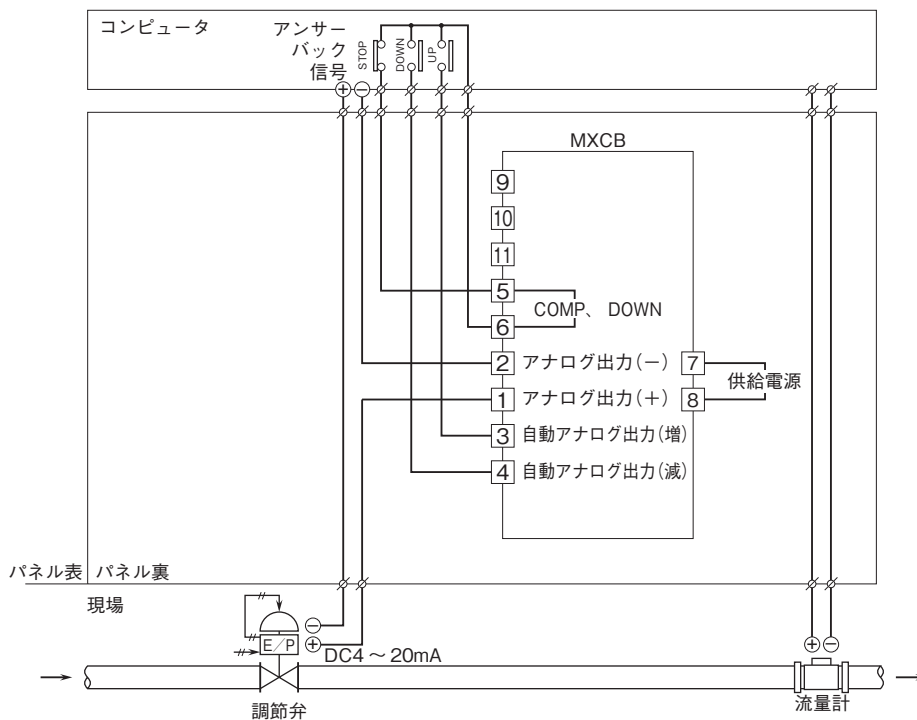 コンピュータ
アンサー
バック
信号
STOP
DOWN
UP
+
−
MXCB
9
10
11
5
COMP、 DOWN
6
2 アナログ出力(−)
7
供給電源
1 アナログ出力(+)
8
3 自動アナログ出力(増)
4 自動アナログ出力(減)
パネル表
パネル裏
現場
−
E/P
+
DC4 ~ 20mA
+
−
調節弁
流量計